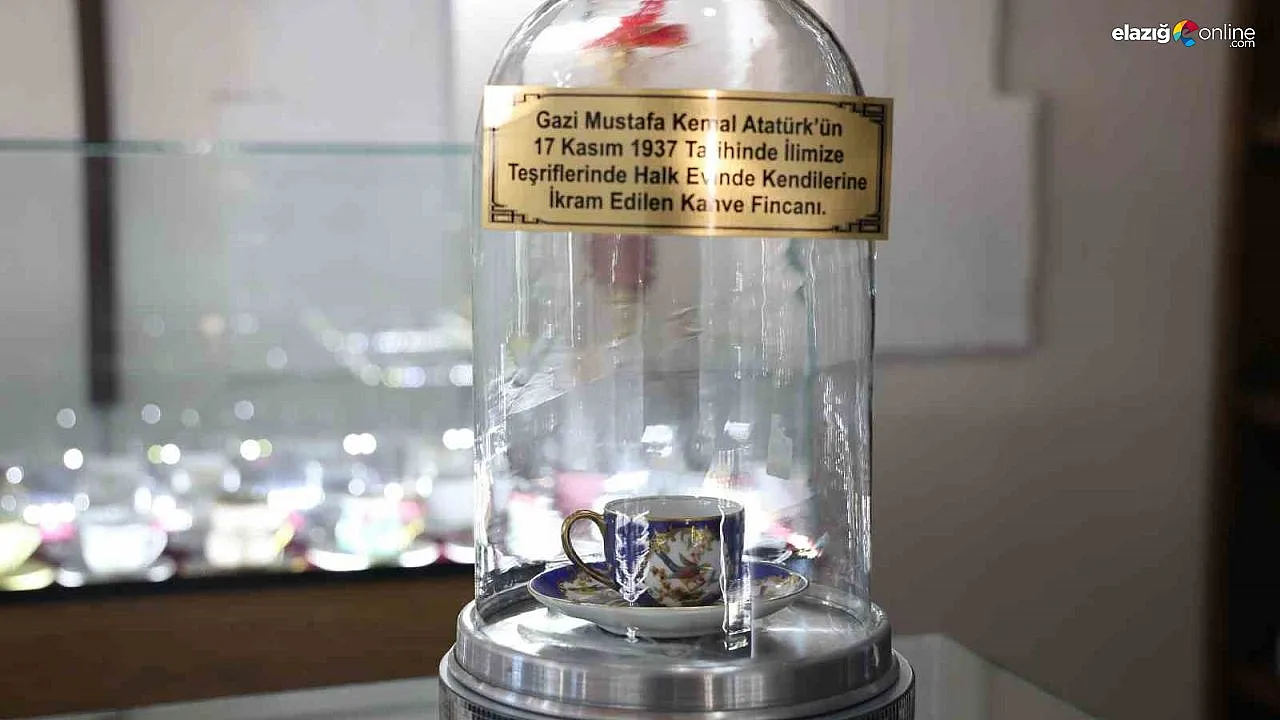 elazığ online
.com
Gazi Mustafa Kemal Atatürk'ün
17 Kasım 1937 Tarihinde İlimize
Teşriflerinde Halk Evinde Kendilerine
İkram Edilen Kahve Fincanı.